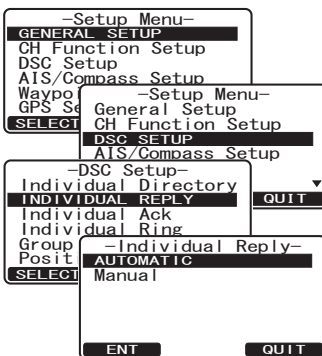 -Setup Menu-
GENERAL SETUP
CH Function Setup
DSC Setup
AIS/Compass Setup
SELECT
-Setup Menu-
General Setup
CH Function Setup
DSC SETUP
AIS/Compass Setup
QUIT
-DSC Setup-
Individual Directory
INDIVIDUAL REPLY
Individual Ack
Individual Ring
Group
SELECT
-Individual Reply-
AUTOMATIC
Manual
ENT QUIT